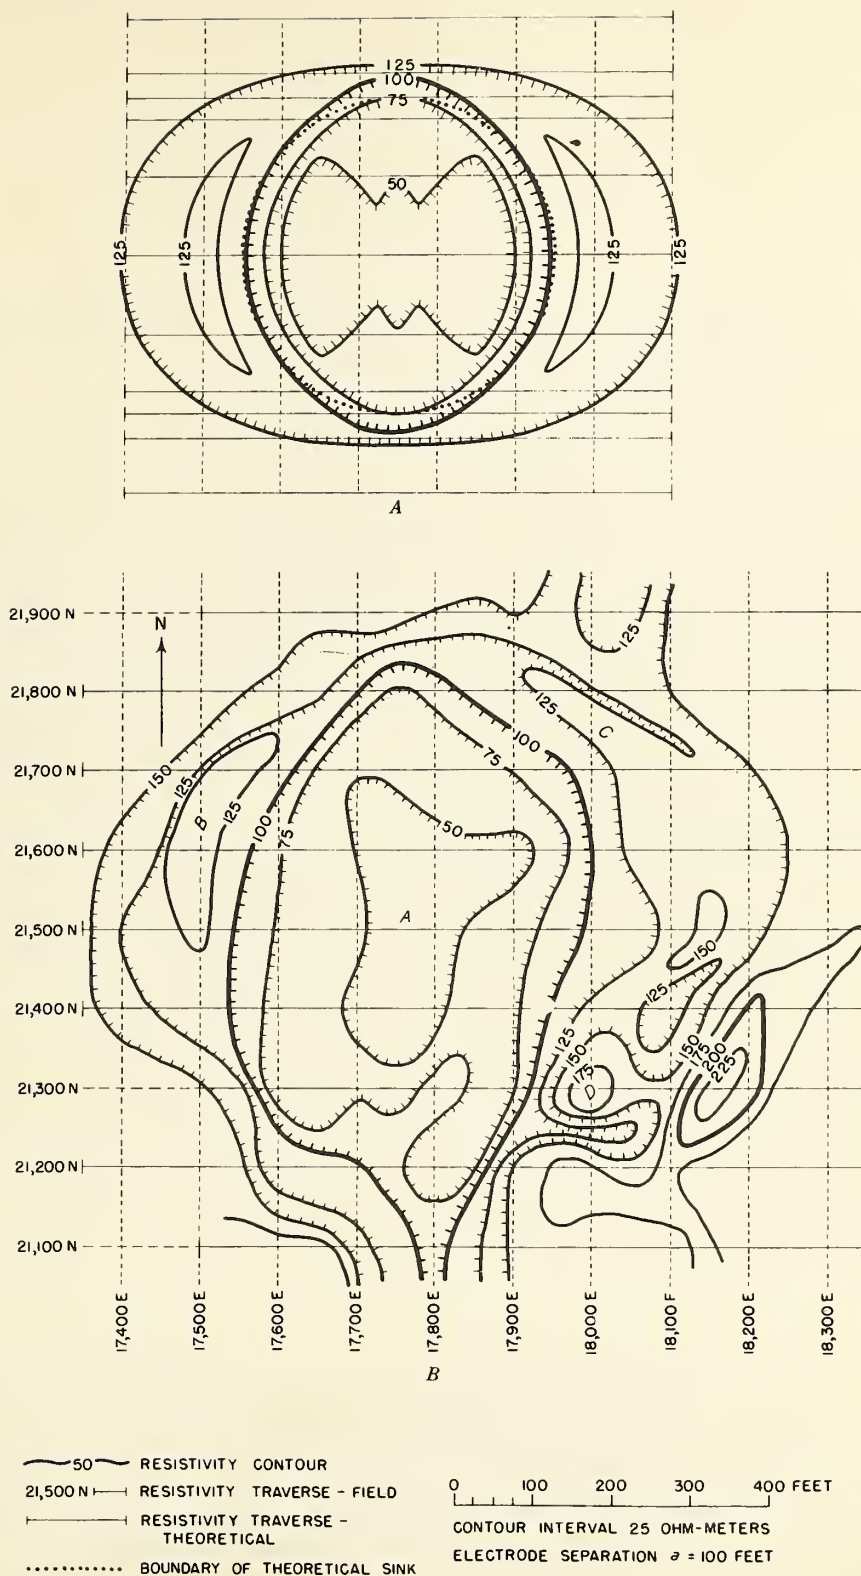 125
100
75
50
125
125
125
125
A
21,900 N
N
125
21,800 N
125
C
100
150
75
21,700 N
125
B
125
100
75
50
21,600 N
A
21,500 N
150
125
21,400 N
125
150
175
D
150
175
200
225
21,300 N
21,200 N
21,100 N
17,400 E
17,500 E
17,600 E
17,700 E
17,800 E
17,900 E
18,000 E
18,100 F
18,200 E
18,300 E
B
50 RESISTIVITY CONTOUR
21,500 N RESISTIVITY TRAVERSE - FIELD
RESISTIVITY TRAVERSE -
THEORETICAL
BOUNDARY OF THEORETICAL SINK
0 100 200 300 400 FEET
CONTOUR INTERVAL 25 OHM-METERS
ELECTRODE SEPARATION a = 100 FEET